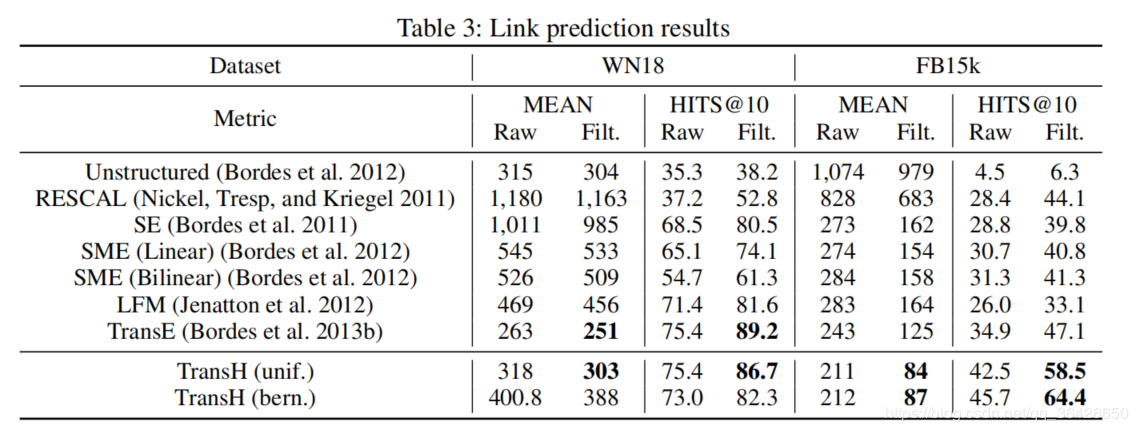 Table 3: Link prediction results
Dataset WN18 FB15k
Metric MEAN HITS@10 MEAN HITS@10
Raw Filt. Raw Filt. Raw Filt. Raw Filt.
Unstructured (Bordes et al. 2012) 315 304 35.3 38.2 1,074 979 4.5 6.3
RESCAL (Nickel, Tresp, and Kriegel 2011) 1,180 1,163 37.2 52.8 828 683 28.4 44.1
SE (Bordes et al. 2011) 1,011 985 68.5 80.5 273 162 28.8 39.8
SME (Linear) (Bordes et al. 2012) 545 533 65.1 74.1 274 154 30.7 40.8
SME (Bilinear) (Bordes et al. 2012) 526 509 54.7 61.3 284 158 31.3 41.3
LFM (Jenatton et al. 2012) 469 456 71.4 81.6 283 164 26.0 33.1
TransE (Bordes et al. 2013b) 263 251 75.4 89.2 243 125 34.9 47.1
TransH (unif.) 318 303 75.4 86.7 211 84 42.5 58.5
TransH (bern.) 400.8 388 73.0 82.3 212 87 45.7 64.4
https://blog.csdn.net/qq_36426650